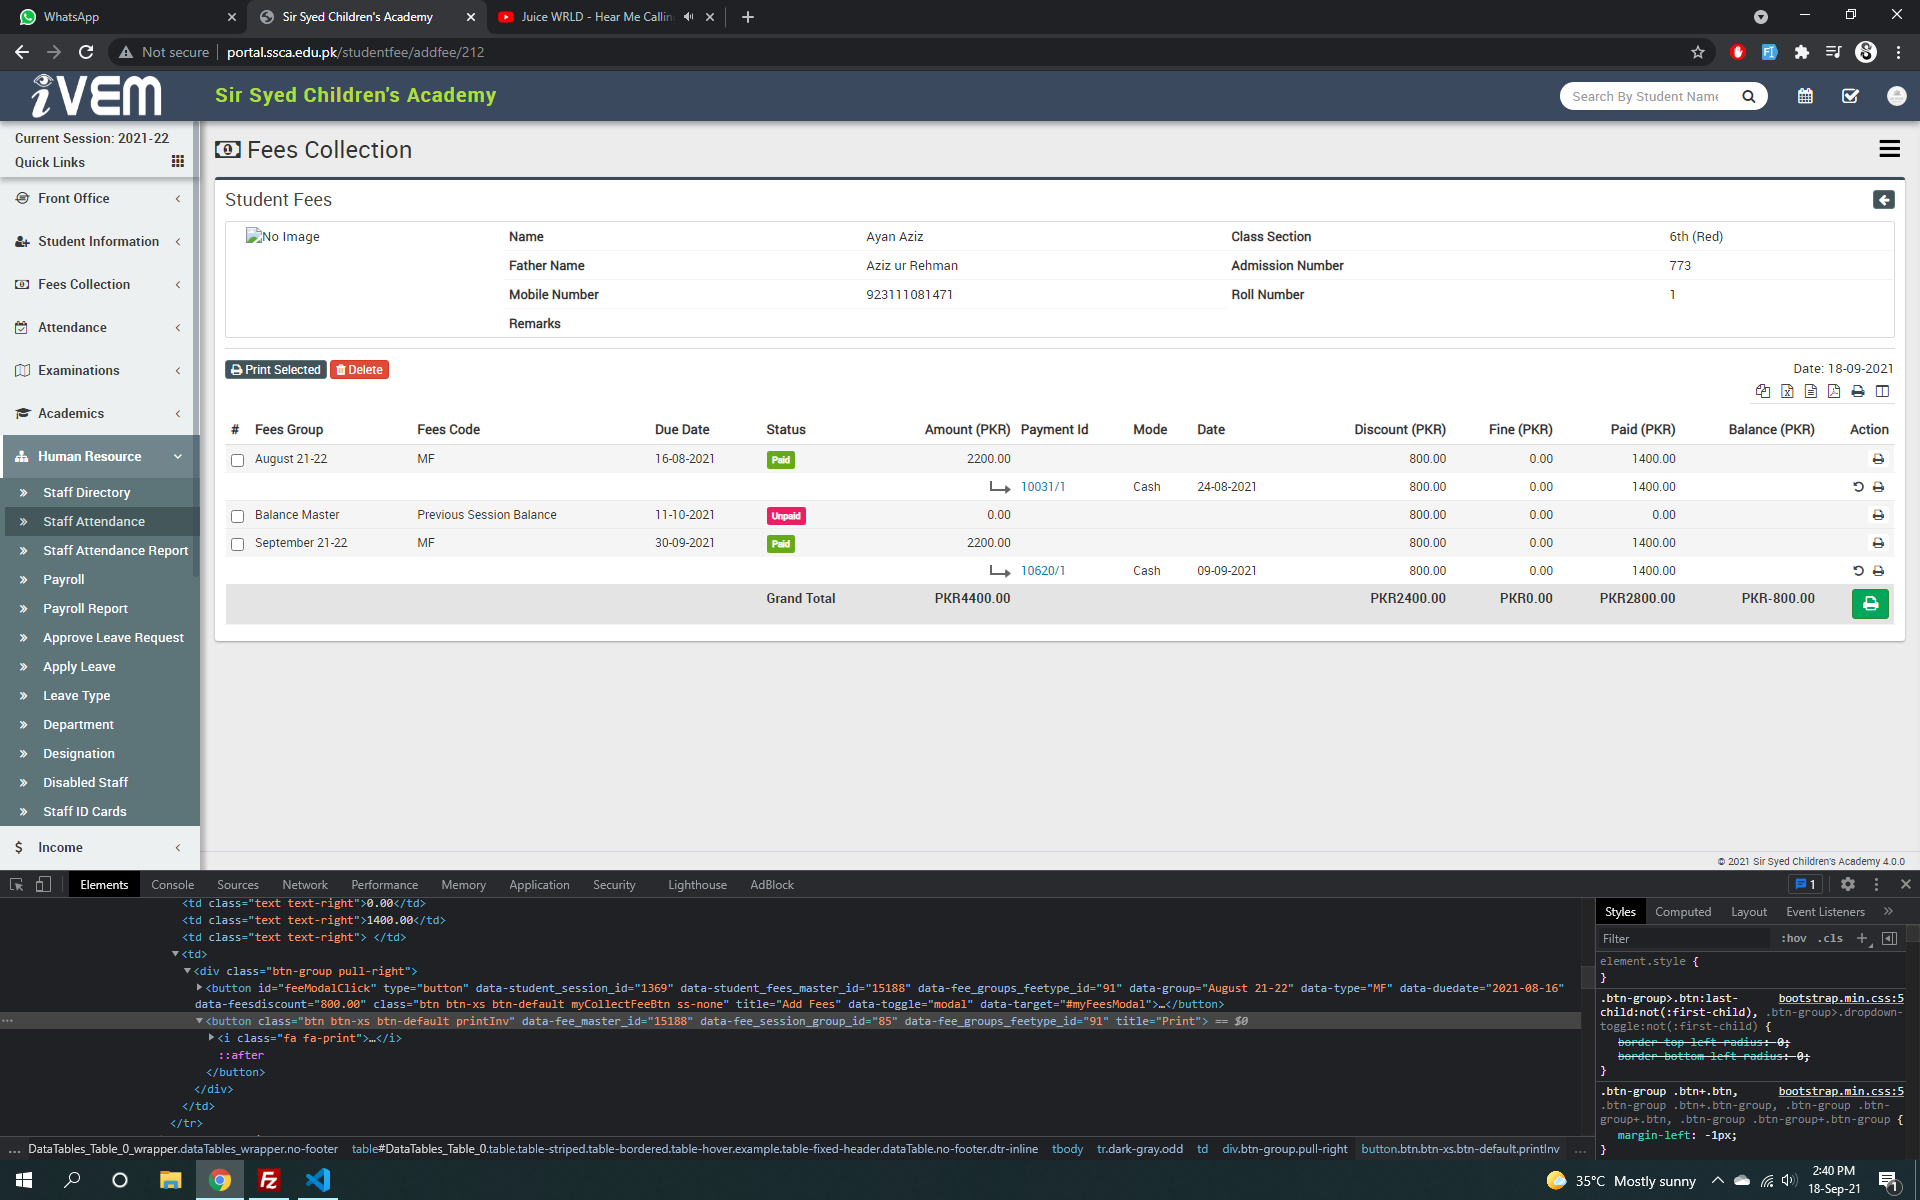 WhatsApp
Sir Syed Children's Academy
Juice WRLD - Hear Me Callin
Not secure
portal.ssca.edu.pk/studentfee/addfee/212
iVEM
Sir Syed Children's Academy
Search By Student Name
Current Session: 2021-22
Quick Links
Front Office
Student Information
Fees Collection
Attendance
Examinations
Academics
Human Resource
Staff Directory
Staff Attendance
Staff Attendance Report
Payroll
Payroll Report
Approve Leave Request
Apply Leave
Leave Type
Department
Designation
Disabled Staff
Staff ID Cards
$ Income
Fees Collection
Student Fees
No Image
Name Ayan Aziz Class Section 6th (Red)
Father Name Aziz ur Rehman Admission Number 773
Mobile Number 923111081471 Roll Number 1
Remarks
Print Selected Delete
Date: 18-09-2021
# Fees Group Fees Code Due Date Status Amount (PKR) Payment Id Mode Date Discount (PKR) Fine (PKR) Paid (PKR) Balance (PKR) Action
August 21-22 MF 16-08-2021 Paid 2200.00 800.00 0.00 1400.00
10031/1 Cash 24-08-2021 800.00 0.00 1400.00
Balance Master Previous Session Balance 11-10-2021 Unpaid 0.00 800.00 0.00 0.00
September 21-22 MF 30-09-2021 Paid 2200.00 800.00 0.00 1400.00
10620/1 Cash 09-09-2021 800.00 0.00 1400.00
Grand Total PKR4400.00 PKR2400.00 PKR0.00 PKR2800.00 PKR-800.00
© 2021 Sir Syed Children's Academy 4.0.0
Elements Console Sources Network Performance Memory Application Security Lighthouse AdBlock 1
<td class="text text-right">0.00</td>
<td class="text text-right">1400.00</td>
<td class="text text-right"> </td>
<td>
<div class="btn-group pull-right">
<button id="feeModalClick" type="button" data-student_session_id="1369" data-student_fees_master_id="15188" data-fee_groups_feetype_id="91" data-group="August 21-22" data-type="MF" data-duedate="2021-08-16"
data-feesdiscount="800.00" class="btn btn-xs btn-default myCollectFeeBtn ss-none" title="Add Fees" data-toggle="modal" data-target="#myFeesModal">…</button>
<button class="btn btn-xs btn-default printInv" data-fee_master_id="15188" data-fee_session_group_id="85" data-fee_groups_feetype_id="91" title="Print"> == $0
<i class="fa fa-print">…</i>
::after
</button>
</div>
</td>
</tr>
... DataTables_Table_0_wrapper.dataTables_wrapper.no-footer table#DataTables_Table_0.table.table-striped.table-bordered.table-hover.example.table-fixed-header.dataTable.no-footer.dtr-inline tbody tr.dark-gray.odd td div.btn-group.pull-right button.btn.btn-xs.btn-default.printInv ...
Styles Computed Layout Event Listeners »
Filter :hov .cls +
element.style {
}
.btn-group>.btn:last- bootstrap.min.css:5
child:not(:first-child), .btn-group>.dropdown-
toggle:not(:first-child) {
border-top-left-radius: 0;
border-bottom-left-radius: 0;
}
.btn-group .btn+.btn, bootstrap.min.css:5
.btn-group .btn+.btn-group, .btn-group .btn-
group+.btn, .btn-group .btn-group+.btn-group {
margin-left: -1px;
}
35°C Mostly sunny
2:40 PM
18-Sep-21
1